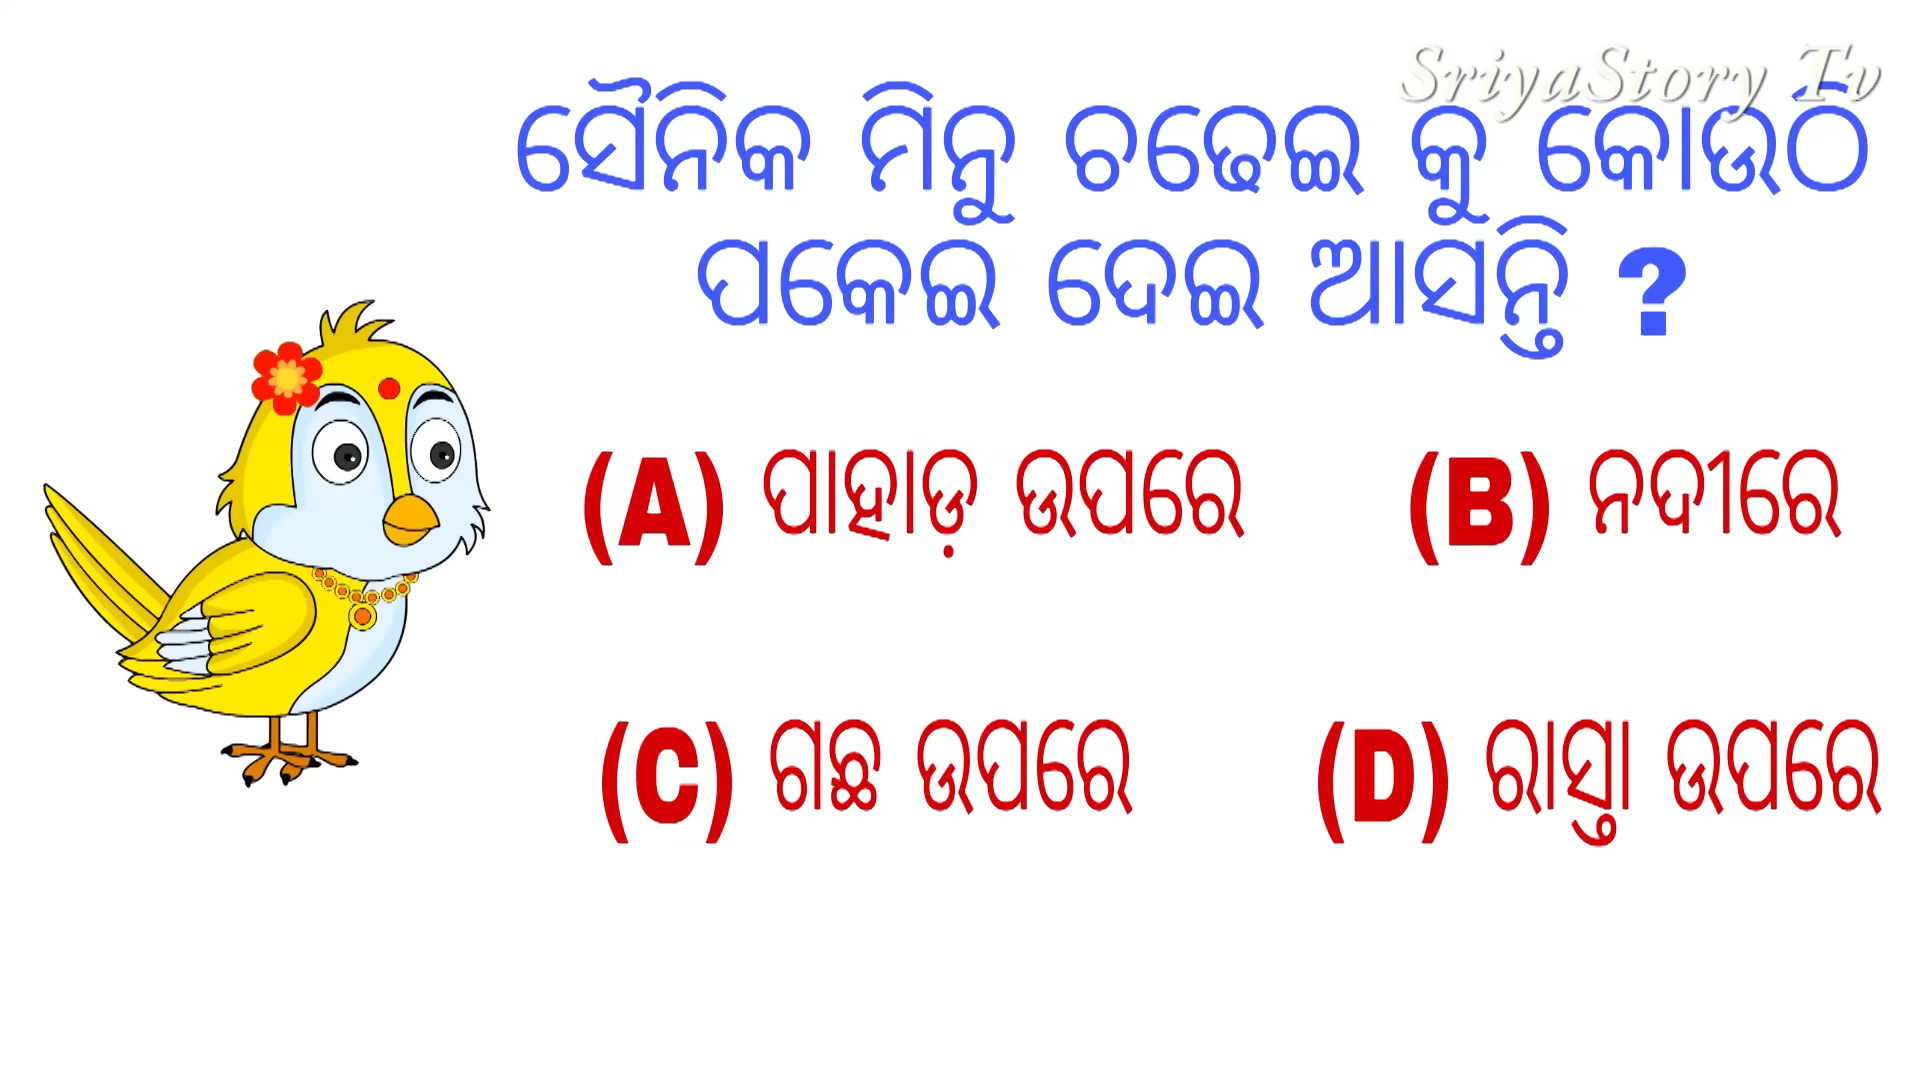 SriyaStory Tv
ସୈନିକ ମିନୁ ଚଢେଇ କୁ କୋଉଠି
ପକେଇ ଦେଇ ଆସନ୍ତି ?
(A) ପାହାଡ଼ ଉପରେ (B) ନଦୀରେ
(C) ଗଛ ଉପରେ (D) ରାସ୍ତା ଉପରେ